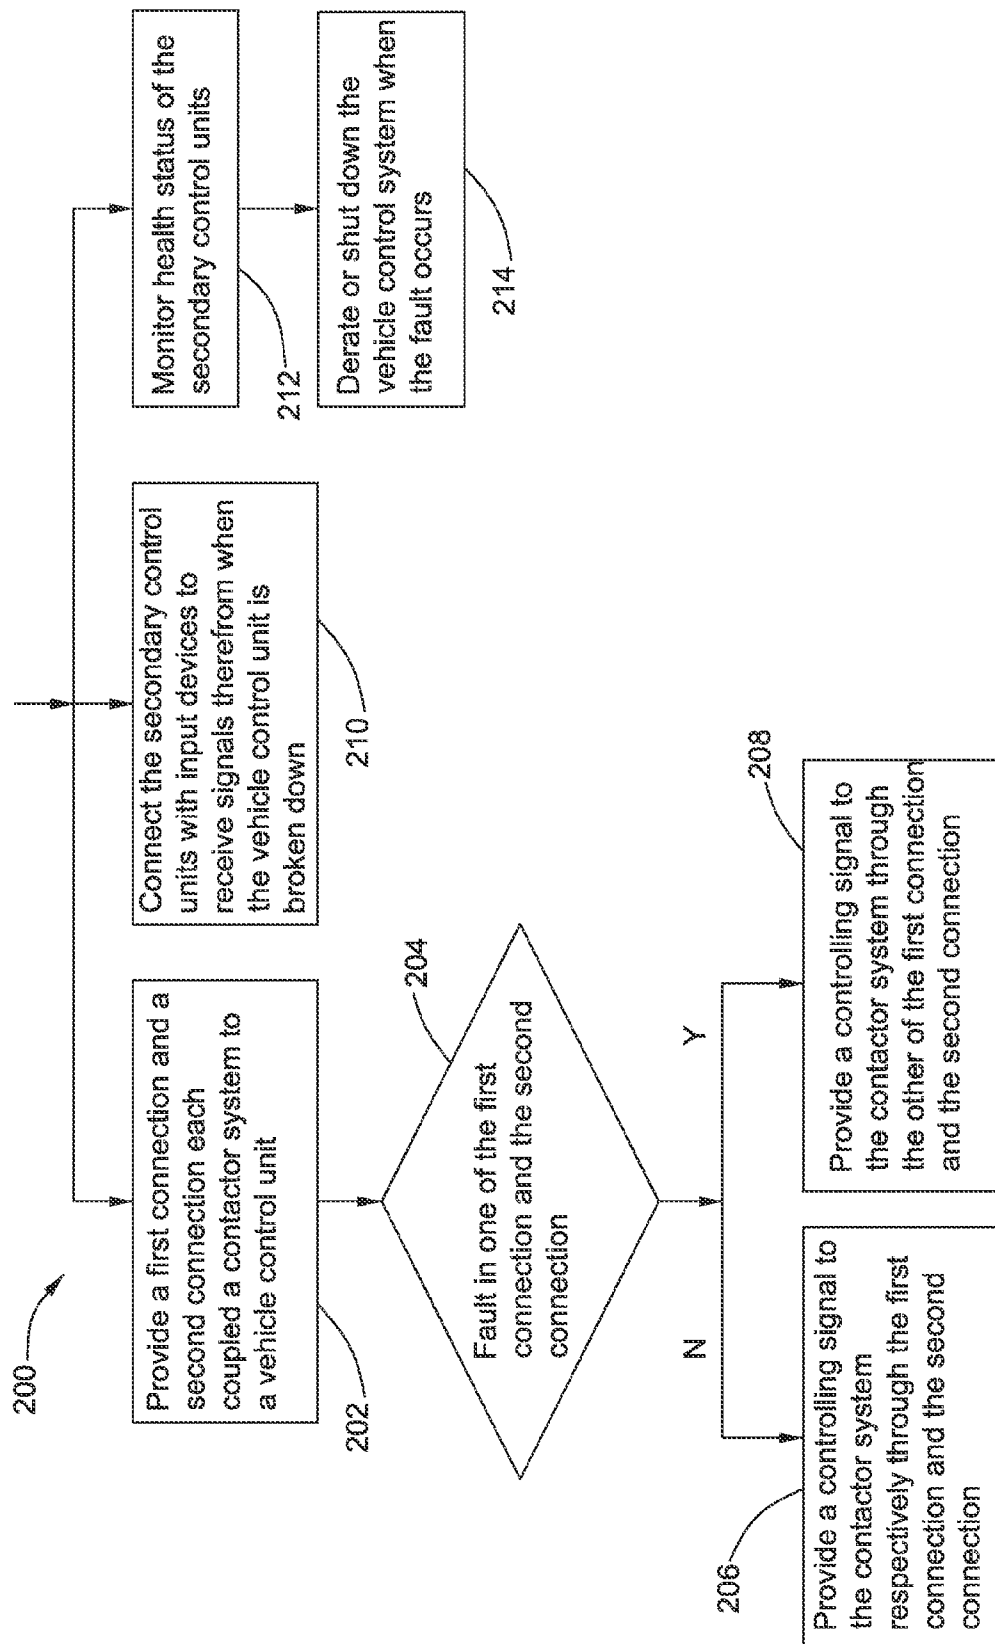 200
Provide a first connection and a
second connection each
coupled a contactor system to
a vehicle control unit
202
Fault in one of the first
connection and the second
connection
204
N
Y
Provide a controlling signal to
the contactor system
respectively through the first
connection and the second
connection
206
Provide a controlling signal to
the contactor system through
the other of the first connection
and the second connection
208
Connect the secondary control
units with input devices to
receive signals therefrom when
the vehicle control unit is
broken down
210
Monitor health status of the
secondary control units
212
Derate or shut down the
vehicle control system when
the fault occurs
214